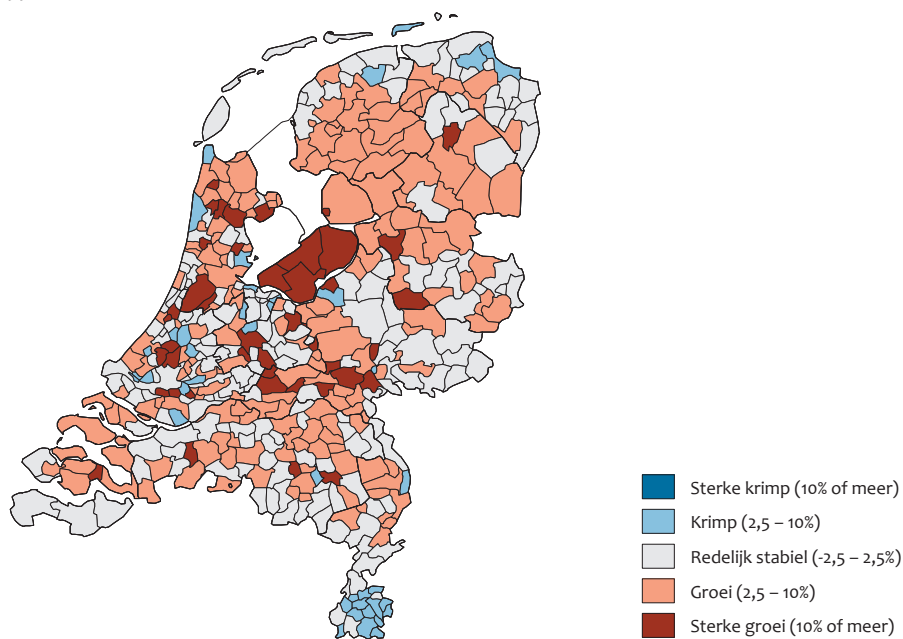 Sterke krimp (10% of meer)
Krimp (2,5 – 10%)
Redelijk stabiel (-2,5 – 2,5%)
Groei (2,5 – 10%)
Sterke groei (10% of meer)